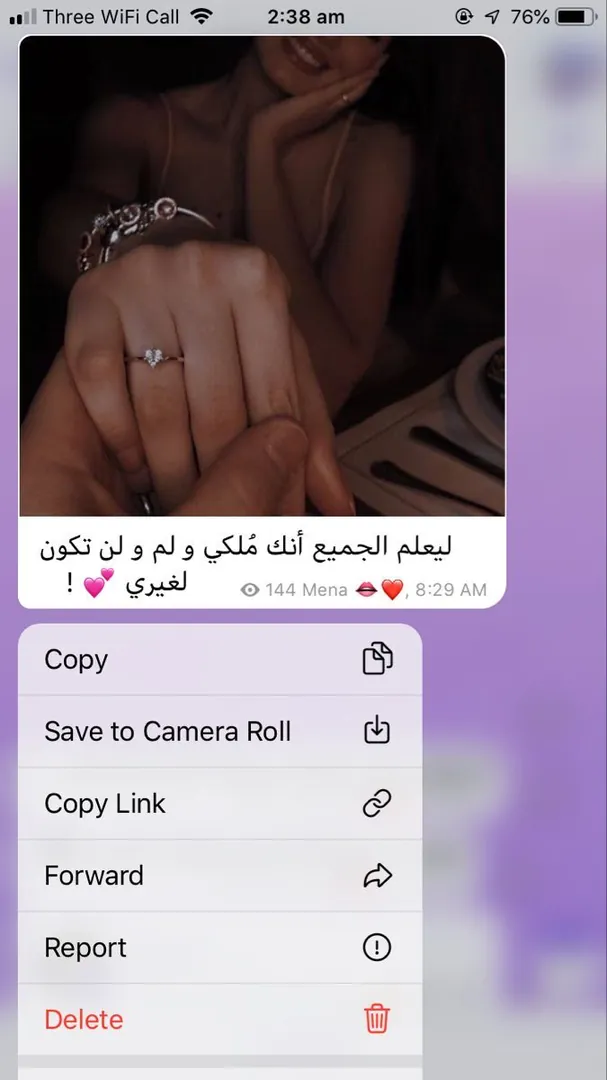 Three WiFi Call 2:38 am 76%
ليعلم الجميع أنك مُلكي و لم و لن تكون
لغيري 💕 !
144 Mena 👄❤️, 8:29 AM
Copy
Save to Camera Roll
Copy Link
Forward
Report
Delete